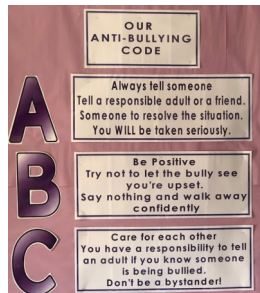 OUR
ANTI-BULLYING
CODE
A
Always tell someone
Tell a responsible adult or a friend.
Someone to resolve the situation.
You WILL be taken seriously.
B
Be Positive
Try not to let the bully see
you're upset.
Say nothing and walk away
confidently
C
Care for each other
You have a responsibility to tell
an adult if you know someone
is being bullied.
Don't be a bystander!